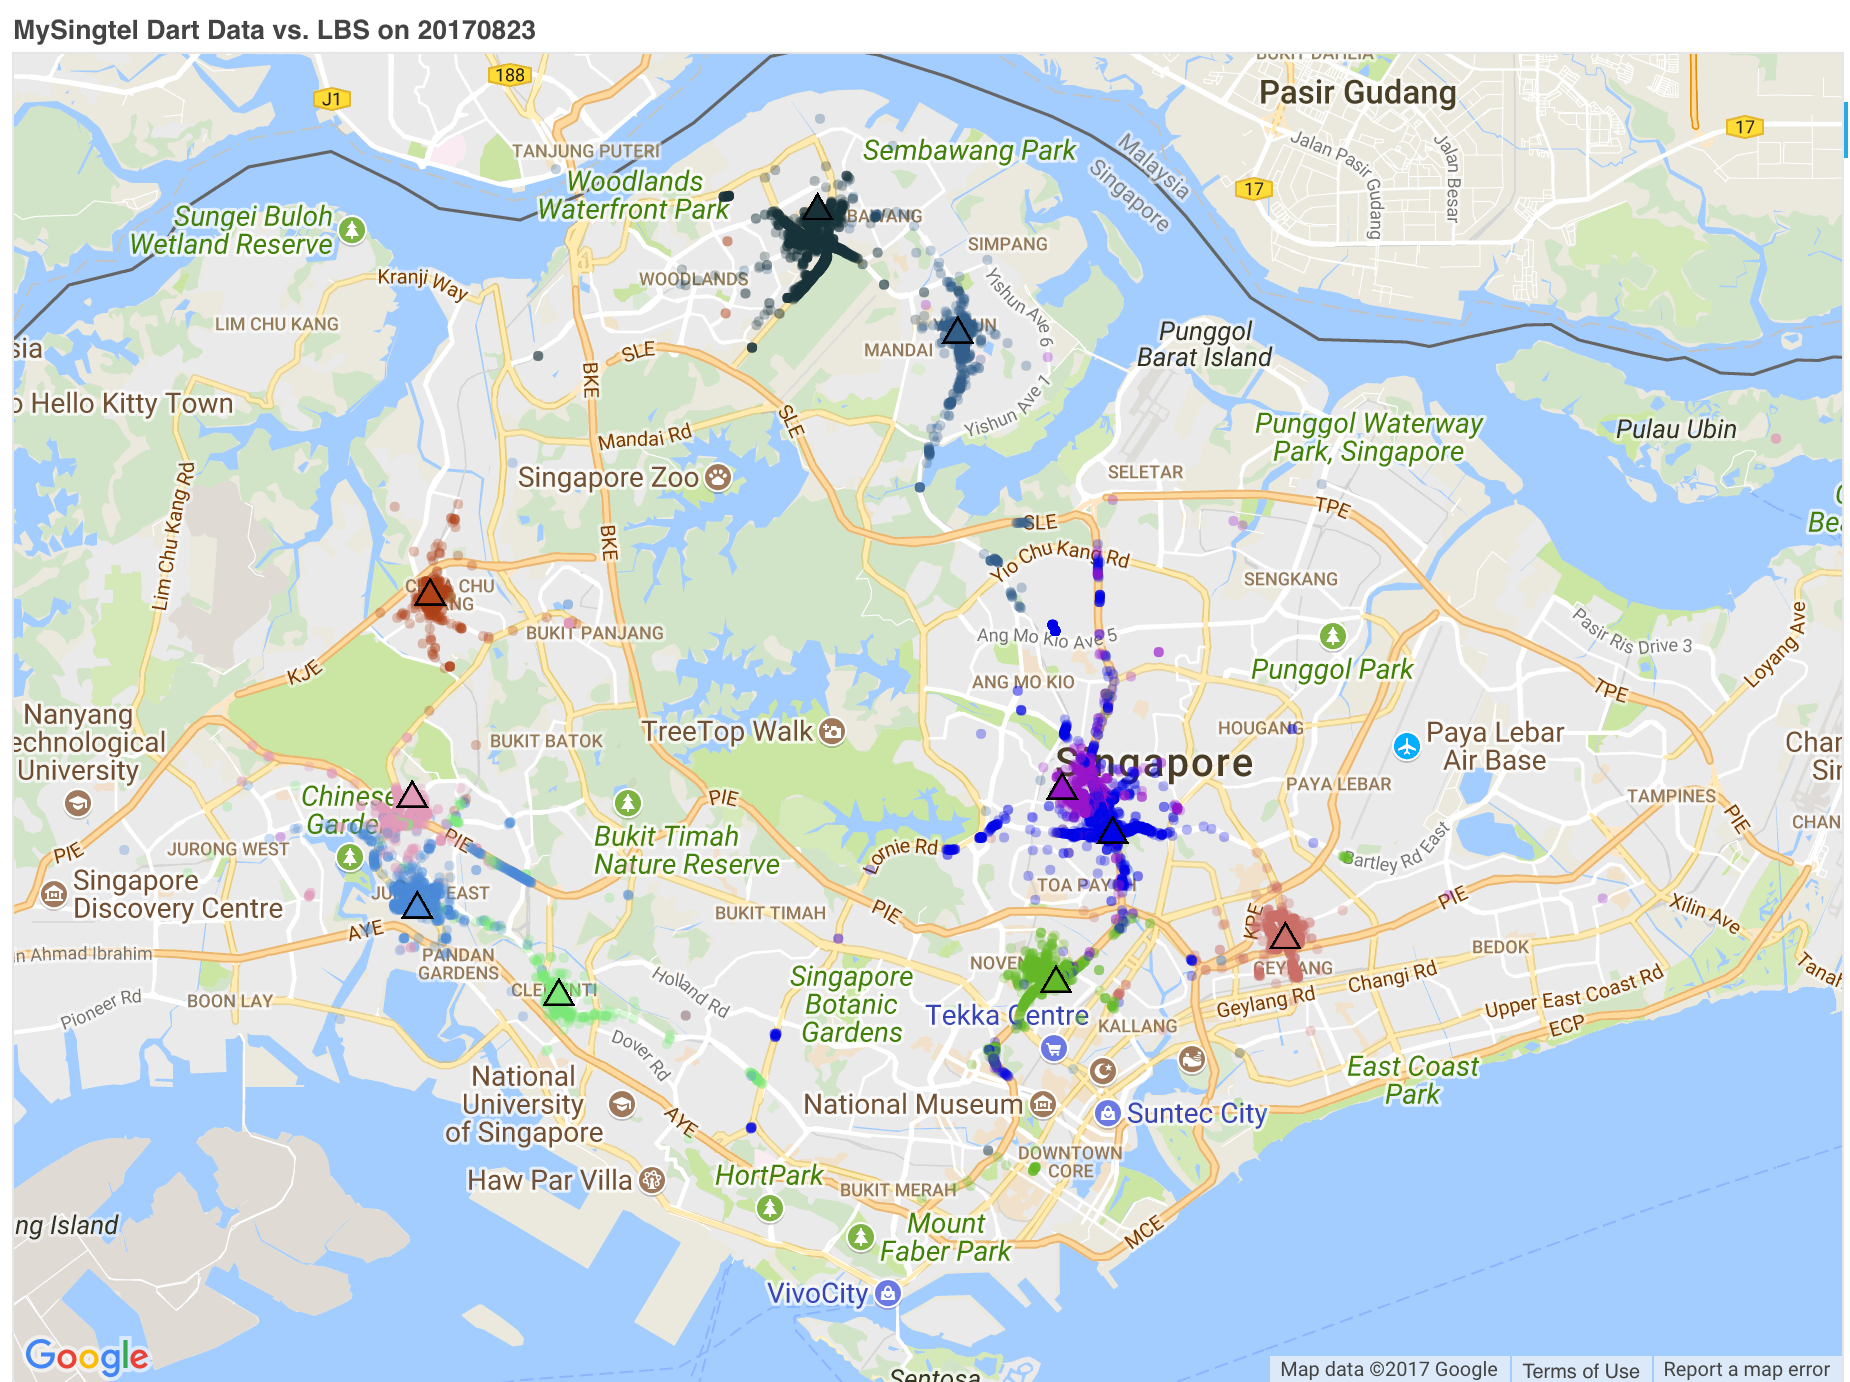 MySingtel Dart Data vs. LBS on 20170823
188
BUKIT DAHLIA
J1
Pasir Gudang
17
TANJUNG PUTERI
Sembawang Park
Malaysia
Singapore
Jalan Pasir Gudang
Jalan Besar
Woodlands
Waterfront Park
17
Sungei Buloh
Wetland Reserve
BAWANG
SIMPANG
Kranji Way
WOODLANDS
Yishun Ave 6
LIM CHU KANG
UN
sia
SLE
MANDAI
Punggol
Barat Island
BKE
o Hello Kitty Town
SLE
Yishun Ave 1
Mandai Rd
Punggol Waterway
Park, Singapore
Pulau Ubin
Singapore Zoo
SELETAR
Lim Chu Kang Rd
TPE
SLE
Bea
BKE
Yio Chu Kang Rd
SENGKANG
CHU
NG
BUKIT PANJANG
Ang Mo Kio Ave 5
Pasir Ris Drive 3
Loyang Ave
KJE
Punggol Park
ANG MO KIO
TPE
Nanyang
echnological
University
BUKIT BATOK
TreeTop Walk
HOUGANG
Paya Lebar
Air Base
Char
Sir
Singapore
PAYA LEBAR
Chinese
Garde
PIE
TAMPINES
PIE
CHAN
PIE
Bukit Timah
Nature Reserve
JURONG WEST
PIE
Lornie Rd
Bartley Rd East
Singapore
Discovery Centre
JU
EAST
TOA PAY
PIE
BUKIT TIMAH
PIE
Xilin Ave
AYE
KPE
n Ahmad Ibrahim
PANDAN
GARDENS
NOVEN
GEYLANG
BEDOK
Changi Rd
Tanah
Pioneer Rd
BOON LAY
CLEMENTI
Holland Rd
Singapore
Botanic
Gardens
Tekka Centre
KALLANG
Geylang Rd
Upper East Coast Rd
ECP
Dover Rd
East Coast
Park
National
University
of Singapore
National Museum
Suntec City
AYE
DOWNTOWN
CORE
Haw Par Villa
HortPark
BUKIT MERAH
ng Island
Mount
Faber Park
MCE
VivoCity
Google
Sentosa
Map data ©2017 Google
Terms of Use
Report a map error